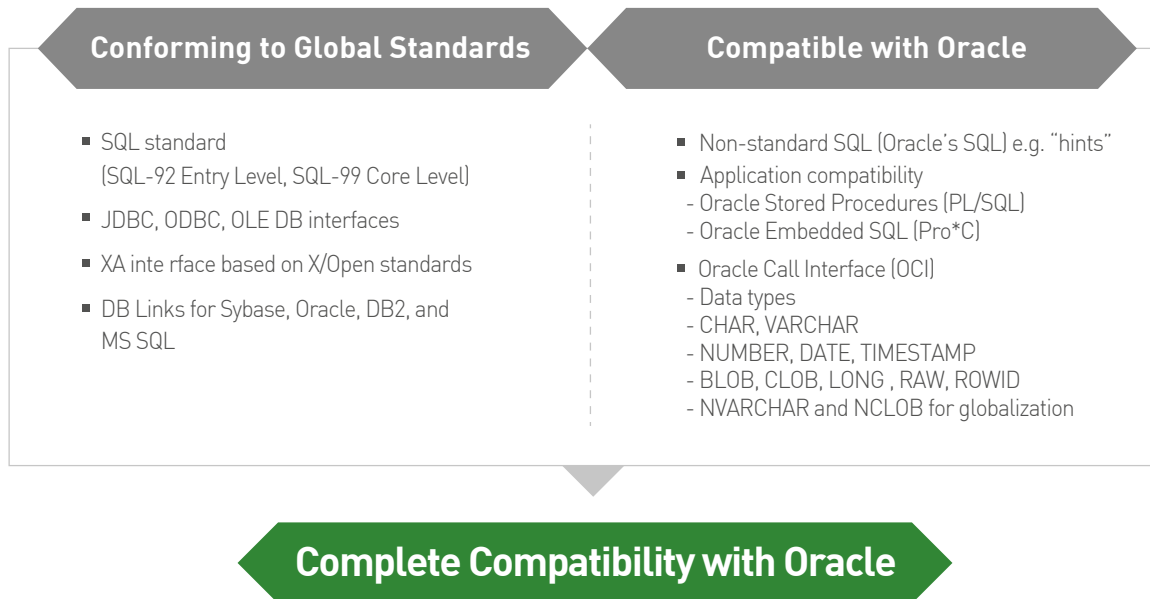 Conforming to Global Standards
Compatible with Oracle
▪ SQL standard
(SQL-92 Entry Level, SQL-99 Core Level)
▪ JDBC, ODBC, OLE DB interfaces
▪ XA inte rface based on X/Open standards
▪ DB Links for Sybase, Oracle, DB2, and
MS SQL
▪ Non-standard SQL (Oracle's SQL) e.g. “hints”
▪ Application compatibility
- Oracle Stored Procedures (PL/SQL)
- Oracle Embedded SQL (Pro*C)
▪ Oracle Call Interface (OCI)
- Data types
- CHAR, VARCHAR
- NUMBER, DATE, TIMESTAMP
- BLOB, CLOB, LONG , RAW, ROWID
- NVARCHAR and NCLOB for globalization
Complete Compatibility with Oracle